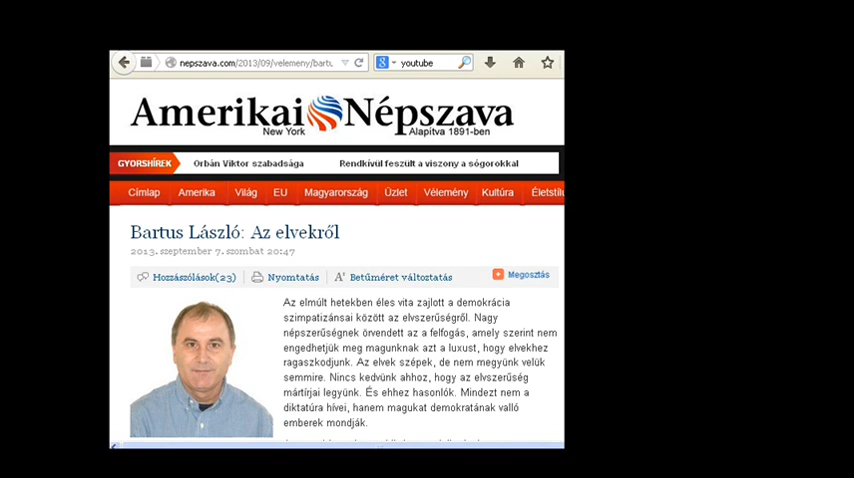 nepszava.com/2013/09/velemeny/bartu
youtube
Amerikai Népszava
New York
Alapítva 1891-ben
GYORSHÍREK Orbán Viktor szabadsága Rendkívül feszült a viszony a sógorokkal
Címlap Amerika Világ EU Magyarország Üzlet Vélemény Kultúra Életstílu
Bartus László: Az elvekről
2013. szeptember 7. szombat 20:47
Hozzászólások(23) Nyomtatás Betűméret változtatás Megosztás
Az elmúlt hetekben éles vita zajlott a demokrácia
szimpatizánsai között az elvszerűségről. Nagy
népszerűségnek örvendett az a felfogás, amely szerint nem
engedhetjük meg magunknak azt a luxust, hogy elvekhez
ragaszkodjunk. Az elvek szépek, de nem megyünk velük
semmire. Nincs kedvünk ahhoz, hogy az elvszerűség
mártírjai legyünk. És ehhez hasonlók. Mindezt nem a
diktatúra hívei, hanem magukat demokratának valló
emberek mondják.